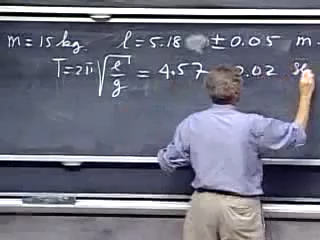 m = 15 kg. l = 5.18 ± 0.05 m.
T = 2π √(l/g) = 4.57 0.02